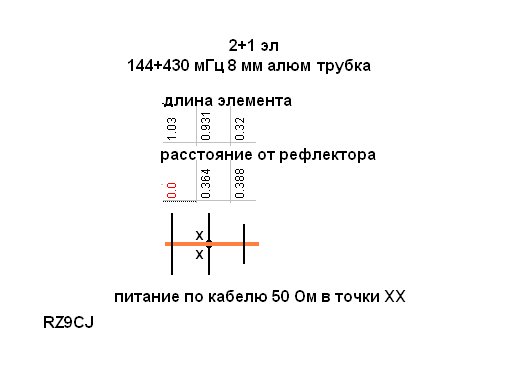 2+1 эл
144+430 мГц 8 мм алюм трубка
длина элемента
1.03 0.931 0.32
расстояние от рефлектора
0.0 0.364 0.388
X
X
питание по кабелю 50 Ом в точки XX
RZ9CJ